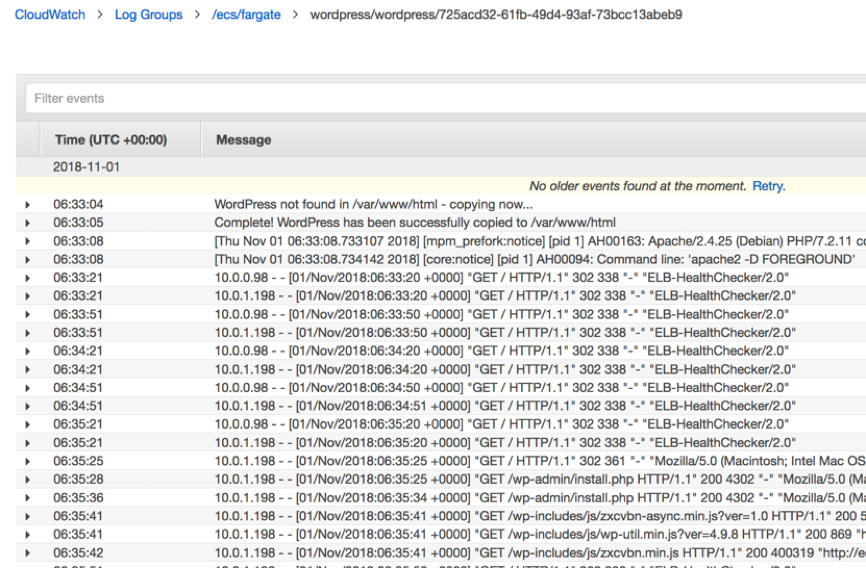 CloudWatch > Log Groups > /ecs/fargate > wordpress/wordpress/725acd32-61fb-49d4-93af-73bcc13abeb9
Filter events
Time (UTC +00:00) Message
2018-11-01
No older events found at the moment. Retry.
06:33:04 WordPress not found in /var/www/html - copying now...
06:33:05 Complete! WordPress has been successfully copied to /var/www/html
06:33:08 [Thu Nov 01 06:33:08.733107 2018] [mpm_prefork:notice] [pid 1] AH00163: Apache/2.4.25 (Debian) PHP/7.2.11 co
06:33:08 [Thu Nov 01 06:33:08.734142 2018] [core:notice] [pid 1] AH00094: Command line: 'apache2 -D FOREGROUND'
06:33:21 10.0.0.98 - - [01/Nov/2018:06:33:20 +0000] "GET / HTTP/1.1" 302 338 "-" "ELB-HealthChecker/2.0"
06:33:21 10.0.1.198 - - [01/Nov/2018:06:33:20 +0000] "GET / HTTP/1.1" 302 338 "-" "ELB-HealthChecker/2.0"
06:33:51 10.0.0.98 - - [01/Nov/2018:06:33:50 +0000] "GET / HTTP/1.1" 302 338 "-" "ELB-HealthChecker/2.0"
06:33:51 10.0.1.198 - - [01/Nov/2018:06:33:50 +0000] "GET / HTTP/1.1" 302 338 "-" "ELB-HealthChecker/2.0"
06:34:21 10.0.0.98 - - [01/Nov/2018:06:34:20 +0000] "GET / HTTP/1.1" 302 338 "-" "ELB-HealthChecker/2.0"
06:34:21 10.0.1.198 - - [01/Nov/2018:06:34:20 +0000] "GET / HTTP/1.1" 302 338 "-" "ELB-HealthChecker/2.0"
06:34:51 10.0.0.98 - - [01/Nov/2018:06:34:50 +0000] "GET / HTTP/1.1" 302 338 "-" "ELB-HealthChecker/2.0"
06:34:51 10.0.1.198 - - [01/Nov/2018:06:34:51 +0000] "GET / HTTP/1.1" 302 338 "-" "ELB-HealthChecker/2.0"
06:35:21 10.0.0.98 - - [01/Nov/2018:06:35:20 +0000] "GET / HTTP/1.1" 302 338 "-" "ELB-HealthChecker/2.0"
06:35:21 10.0.1.198 - - [01/Nov/2018:06:35:20 +0000] "GET / HTTP/1.1" 302 338 "-" "ELB-HealthChecker/2.0"
06:35:25 10.0.1.198 - - [01/Nov/2018:06:35:25 +0000] "GET / HTTP/1.1" 302 361 "-" "Mozilla/5.0 (Macintosh; Intel Mac OS
06:35:28 10.0.1.198 - - [01/Nov/2018:06:35:25 +0000] "GET /wp-admin/install.php HTTP/1.1" 200 4302 "-" "Mozilla/5.0 (Ma
06:35:36 10.0.1.198 - - [01/Nov/2018:06:35:34 +0000] "GET /wp-admin/install.php HTTP/1.1" 200 4302 "-" "Mozilla/5.0 (Ma
06:35:41 10.0.1.198 - - [01/Nov/2018:06:35:41 +0000] "GET /wp-includes/js/zxcvbn-async.min.js?ver=1.0 HTTP/1.1" 200 5
06:35:41 10.0.1.198 - - [01/Nov/2018:06:35:41 +0000] "GET /wp-includes/js/wp-util.min.js?ver=4.9.8 HTTP/1.1" 200 869 "h
06:35:42 10.0.1.198 - - [01/Nov/2018:06:35:41 +0000] "GET /wp-includes/js/zxcvbn.min.js HTTP/1.1" 200 400319 "http://e